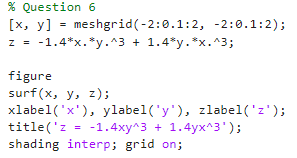 % Question 6
[x, y] = meshgrid(-2:0.1:2, -2:0.1:2);
z = -1.4*x.*y.^3 + 1.4*y.*x.^3;
figure
surf(x, y, z);
xlabel('x'), ylabel('y'), zlabel('z');
title('z = -1.4xy^3 + 1.4yx^3');
shading interp; grid on;